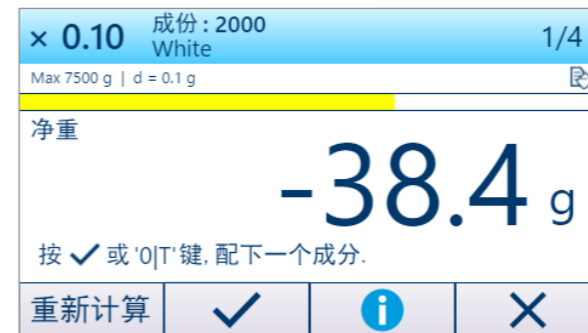 × 0.10 成份 : 2000 1/4
White
Max 7500 g | d = 0.1 g
净重
-38.4 g
按 ✓ 或 '0|T' 键, 配下一个成分.
重新计算 ✓ i ×